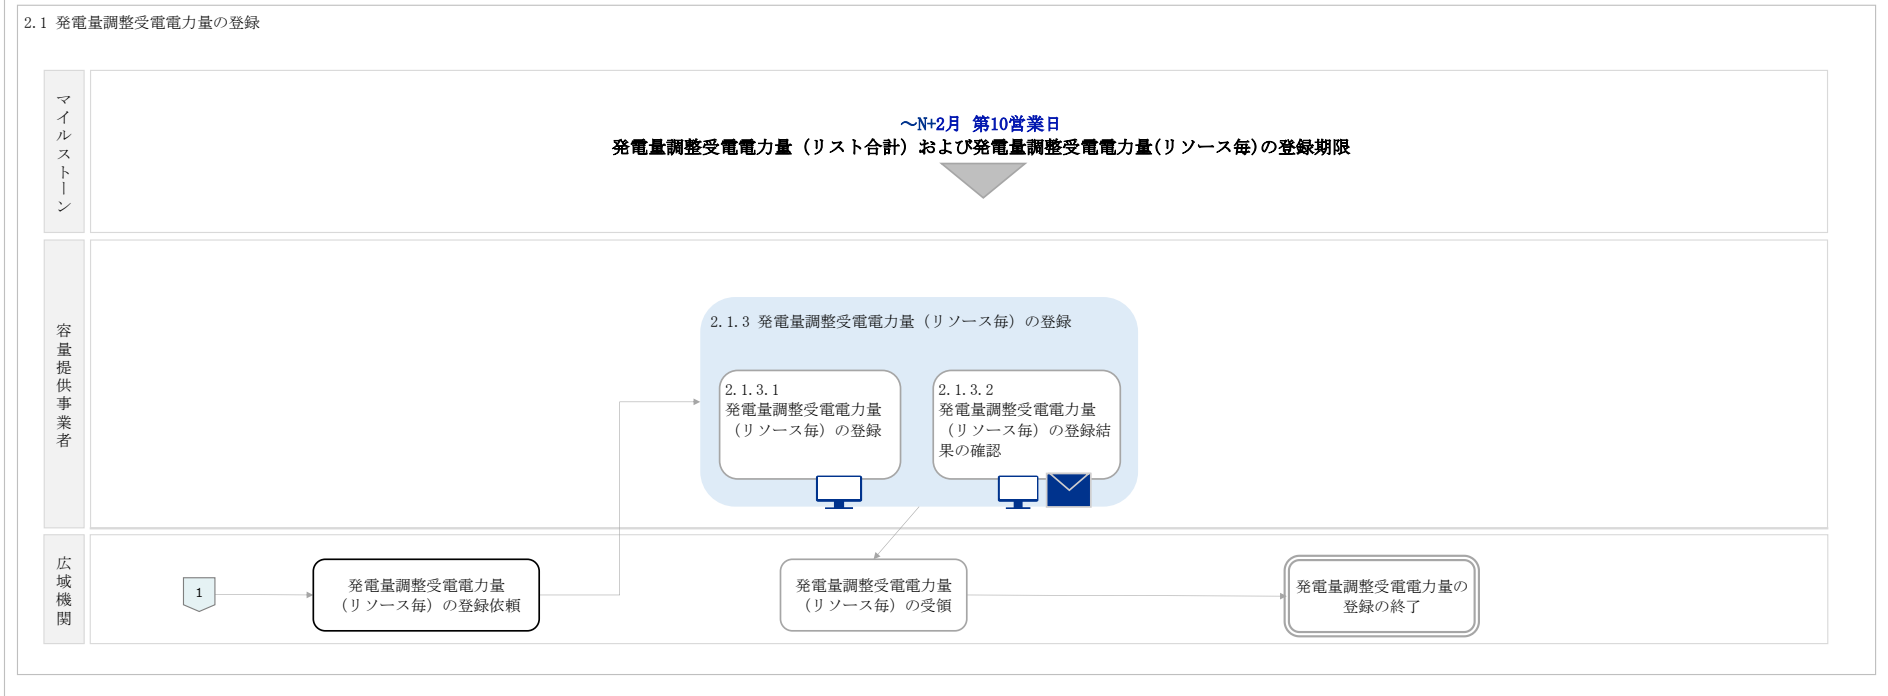 2.1 発電量調整受電電力量の登録
マイルストーン
～N+2月 第10営業日
発電量調整受電電力量（リスト合計）および発電量調整受電電力量(リソース毎)の登録期限
容量提供事業者
2.1.3 発電量調整受電電力量（リソース毎）の登録
2.1.3.1
発電量調整受電電力量
（リソース毎）の登録
2.1.3.2
発電量調整受電電力量
（リソース毎）の登録結
果の確認
広域機関
1
発電量調整受電電力量
（リソース毎）の登録依頼
発電量調整受電電力量
（リソース毎）の受領
発電量調整受電電力量の
登録の終了